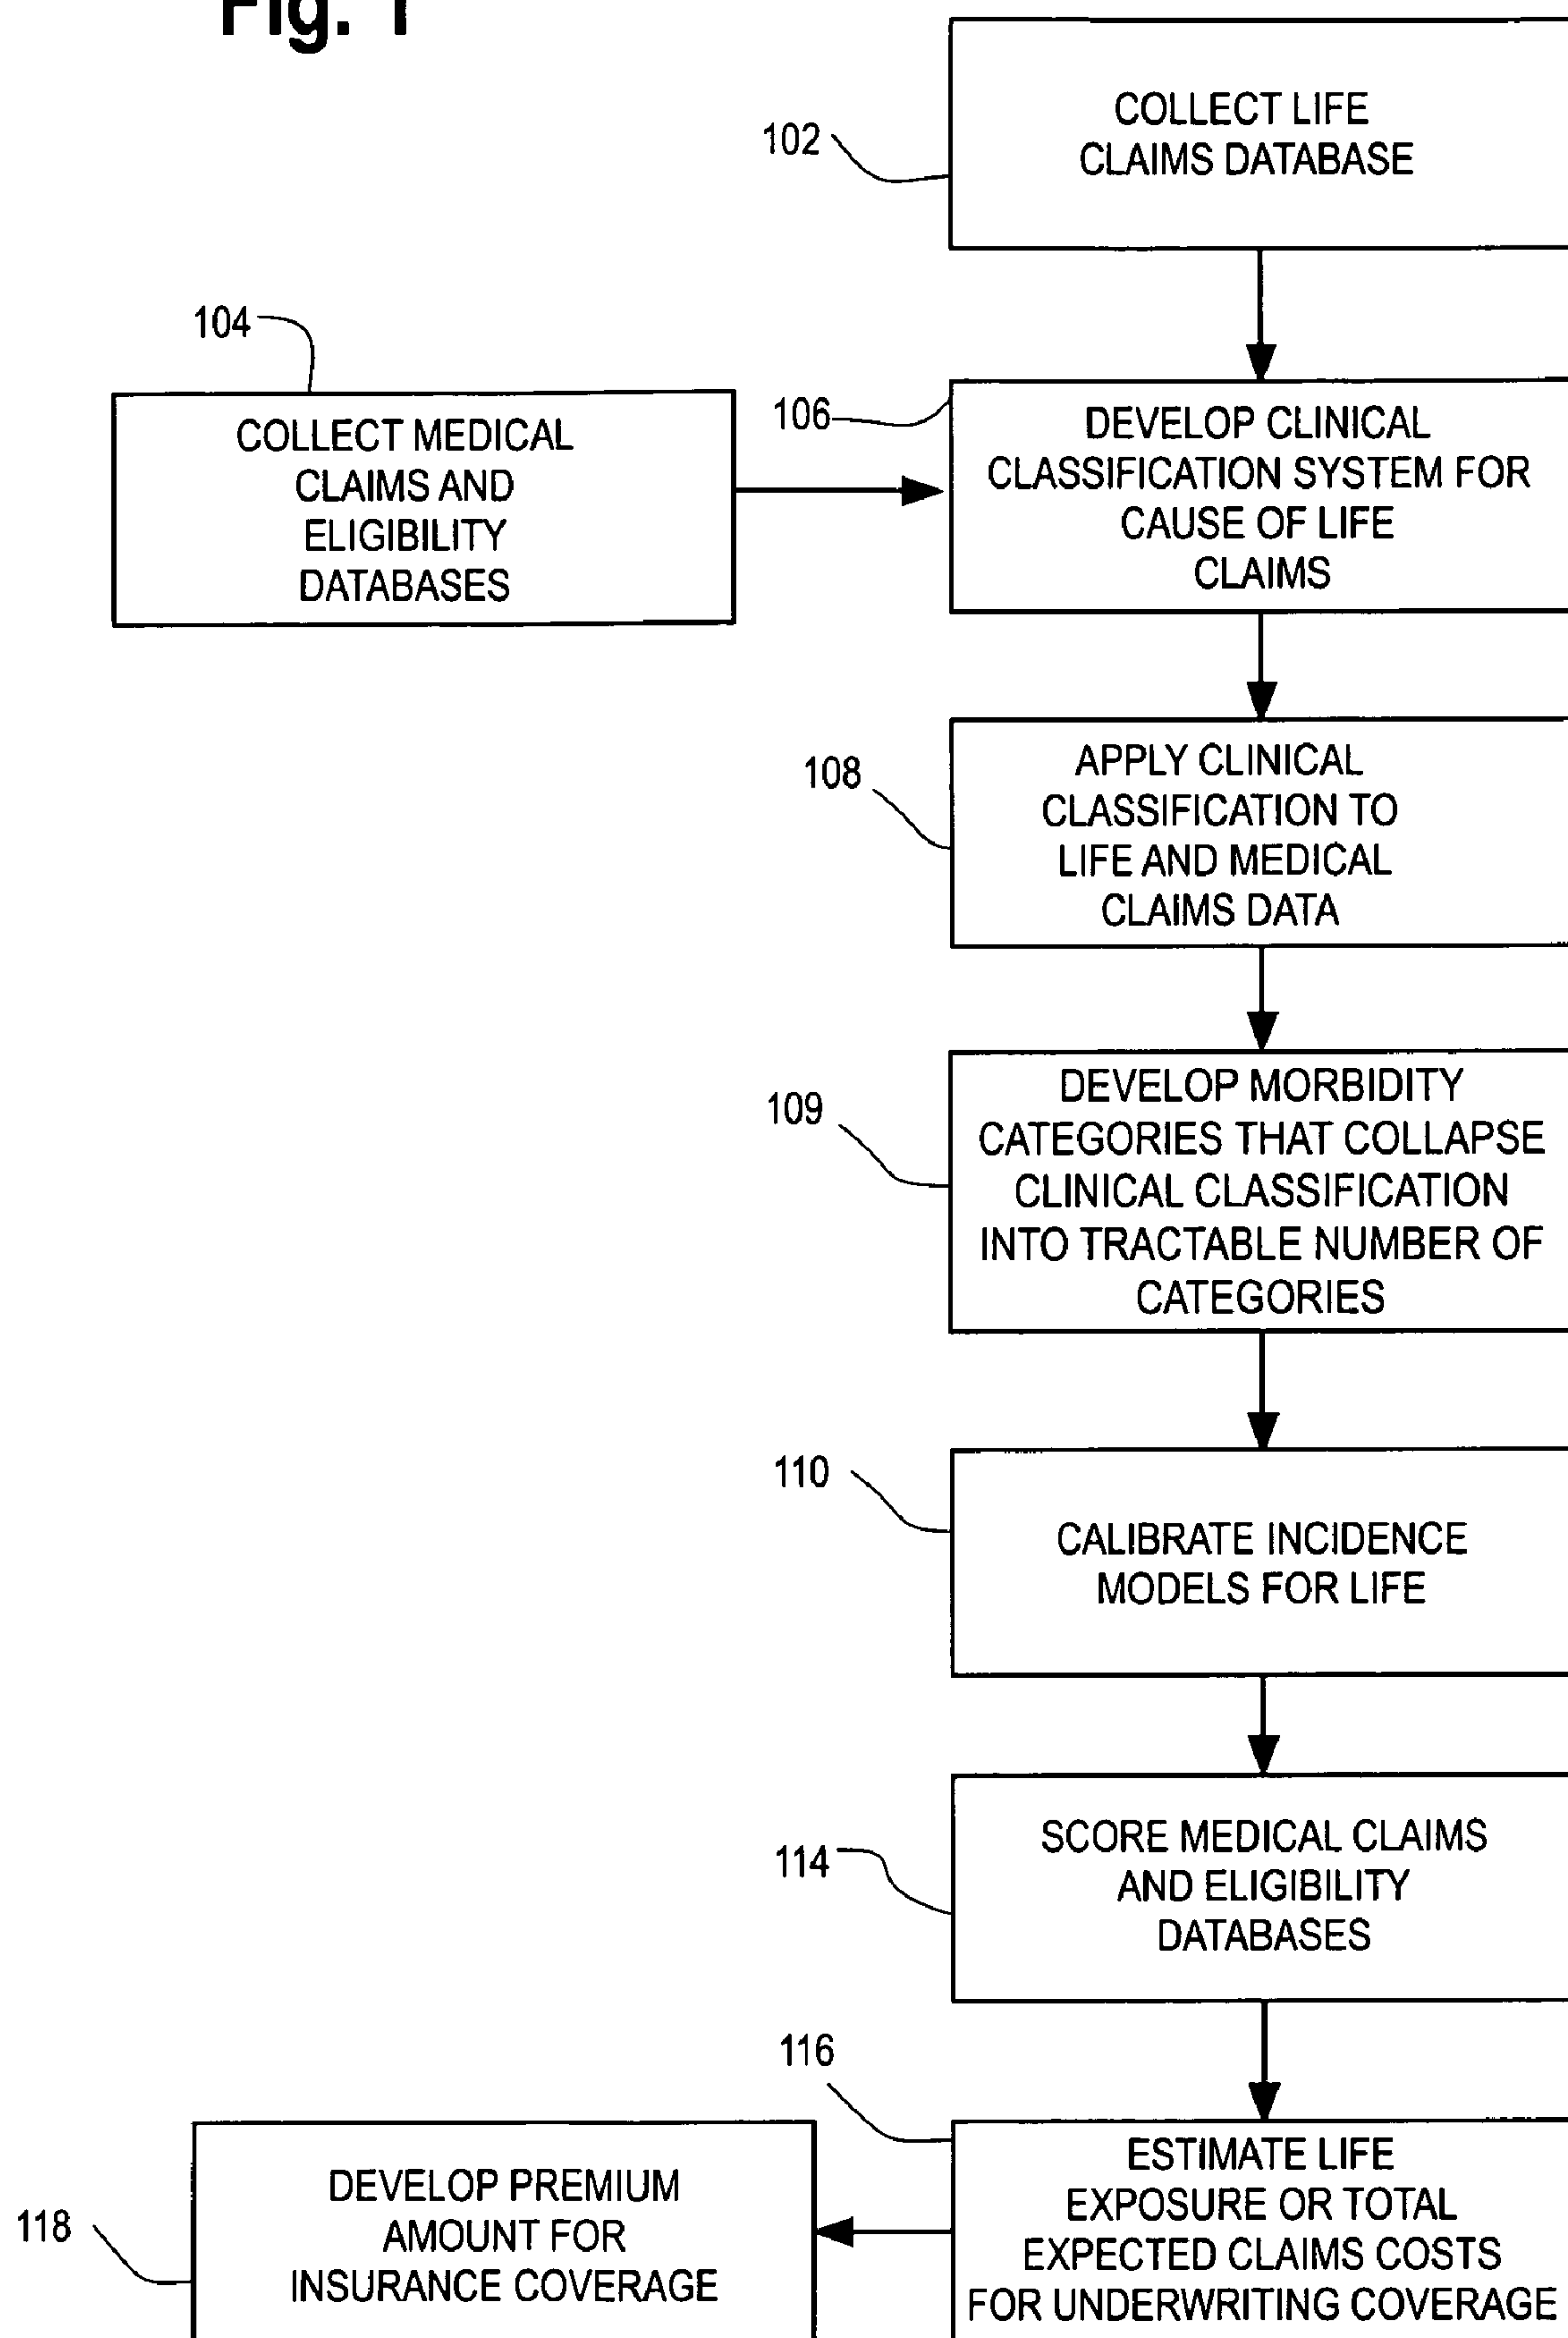 Fig. 1
COLLECT LIFE
CLAIMS DATABASE
102
104
COLLECT MEDICAL
CLAIMS AND
ELIGIBILITY
DATABASES
106
DEVELOP CLINICAL
CLASSIFICATION SYSTEM FOR
CAUSE OF LIFE
CLAIMS
108
APPLY CLINICAL
CLASSIFICATION TO
LIFE AND MEDICAL
CLAIMS DATA
109
DEVELOP MORBIDITY
CATEGORIES THAT COLLAPSE
CLINICAL CLASSIFICATION
INTO TRACTABLE NUMBER OF
CATEGORIES
110
CALIBRATE INCIDENCE
MODELS FOR LIFE
114
SCORE MEDICAL CLAIMS
AND ELIGIBILITY
DATABASES
116
ESTIMATE LIFE
EXPOSURE OR TOTAL
EXPECTED CLAIMS COSTS
FOR UNDERWRITING COVERAGE
118
DEVELOP PREMIUM
AMOUNT FOR
INSURANCE COVERAGE